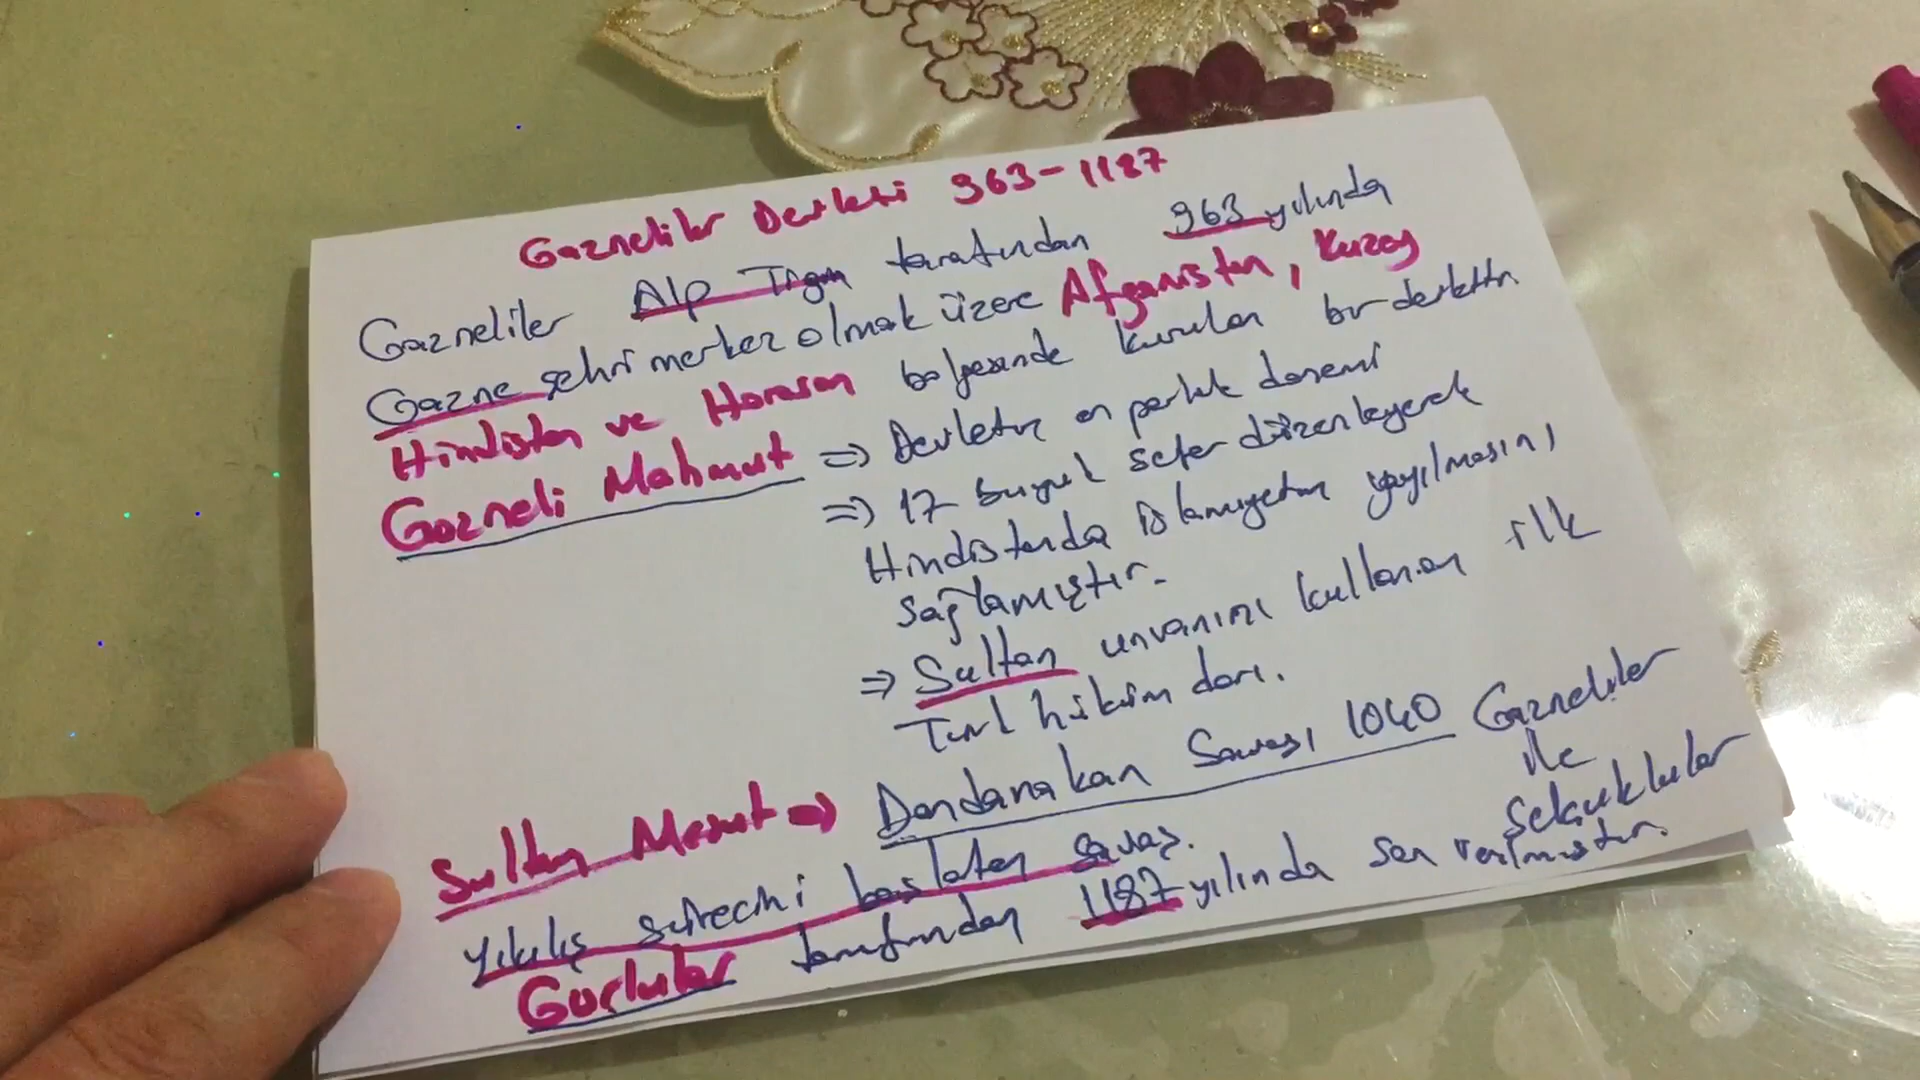 Gazneliler Devleti 963-1187
Gazneliler Alp Tigin tarafından 963 yılında
Gazne şehri merkez olmak üzere Afganistan, Kuzey
Hindistan ve Horasan bölgesinde kurulan bir devlettir
Gazneli Mahmut => Devletin en parlak dönemi
=> 17 büyük sefer düzenleyerek
Hindistanda islamiyetin yayılmasını
sağlamıştır.
=> Sultan unvanını kullanan ilk
Türk hükümdarı.
Sultan Mesut => Dandanakan Savaşı 1040 Gazneliler
ile
Selçuklular
Yıkılış sürecini başlatan savaş.
Gurlular tarafından 1187 yılında son verilmiştir.